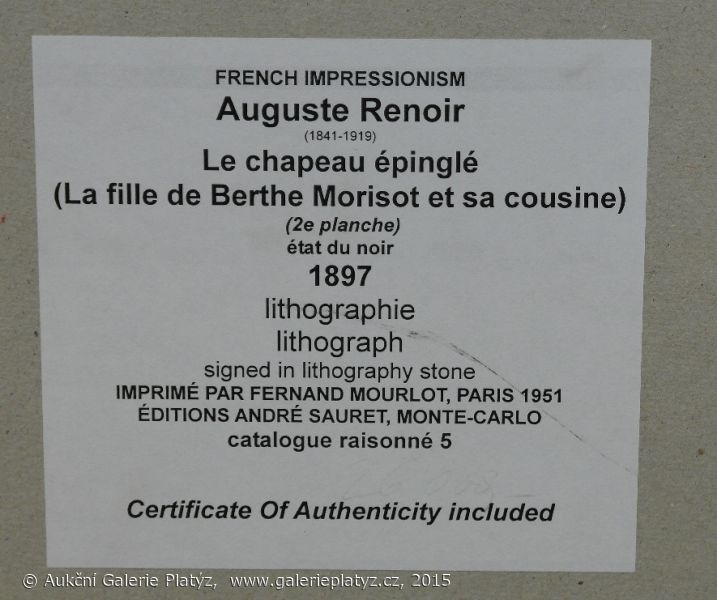 FRENCH IMPRESSIONISM
Auguste Renoir
(1841-1919)
Le chapeau épinglé
(La fille de Berthe Morisot et sa cousine)
(2e planche)
état du noir
1897
lithographie
lithograph
signed in lithography stone
IMPRIMÉ PAR FERNAND MOURLOT, PARIS 1951
ÉDITIONS ANDRÉ SAURET, MONTE-CARLO
catalogue raisonné 5
Certificate Of Authenticity included
© Aukční Galerie Platýz, www.galerieplatyz.cz, 2015